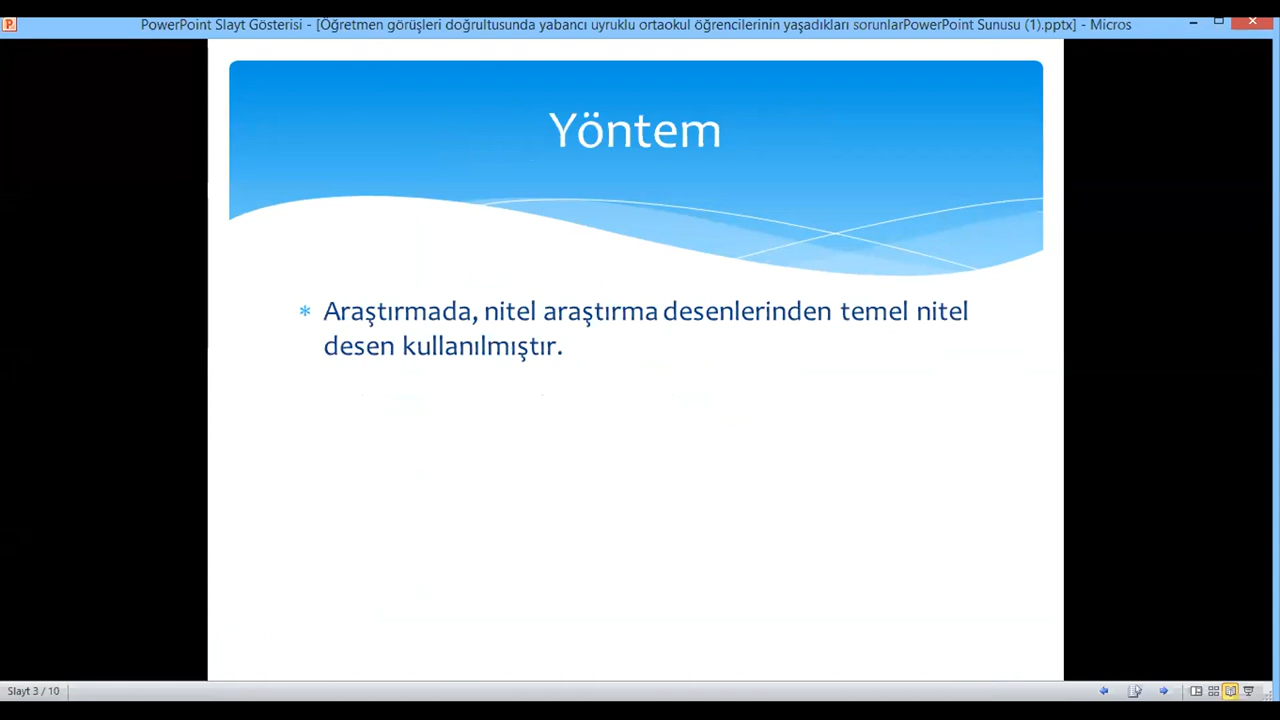 PowerPoint Slayt Gösterisi - [Öğretmen görüşleri doğrultusunda yabancı uyruklu ortaokul öğrencilerinin yaşadıkları sorunlarPowerPoint Sunusu (1).pptx] - Micros
Yöntem
* Araştırmada, nitel araştırma desenlerinden temel nitel
desen kullanılmıştır.
Slayt 3 / 10